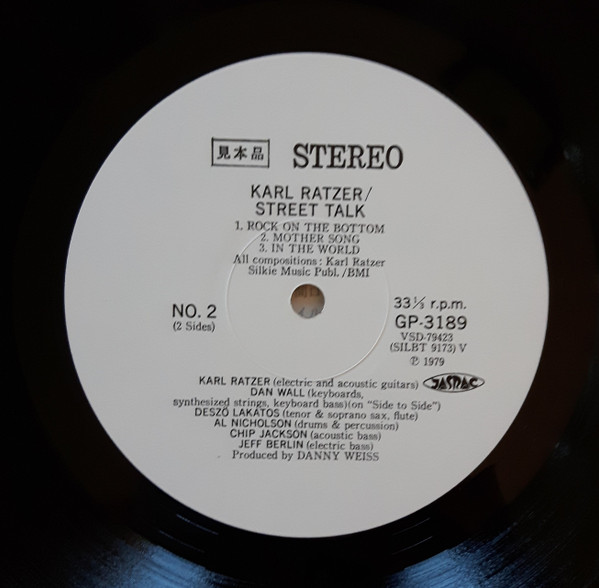 見本品 STEREO
KARL RATZER/
STREET TALK
1. ROCK ON THE BOTTOM
2. MOTHER SONG
3. IN THE WORLD
All compositions: Karl Ratzer
Silkie Music Publ./BMI
NO. 2
(2 Sides)
33⅓ r.p.m.
GP-3189
VSD-79423
(SILBT 9173) V
Ⓟ 1979
KARL RATZER (electric and acoustic guitars) JASRAC
DAN WALL (keyboards,
synthesized strings, keyboard bass)(on "Side to Side")
DESZÖ LAKATOS (tenor & soprano sax, flute)
AL NICHOLSON (drums & percussion)
CHIP JACKSON (acoustic bass)
JEFF BERLIN (electric bass)
Produced by DANNY WEISS